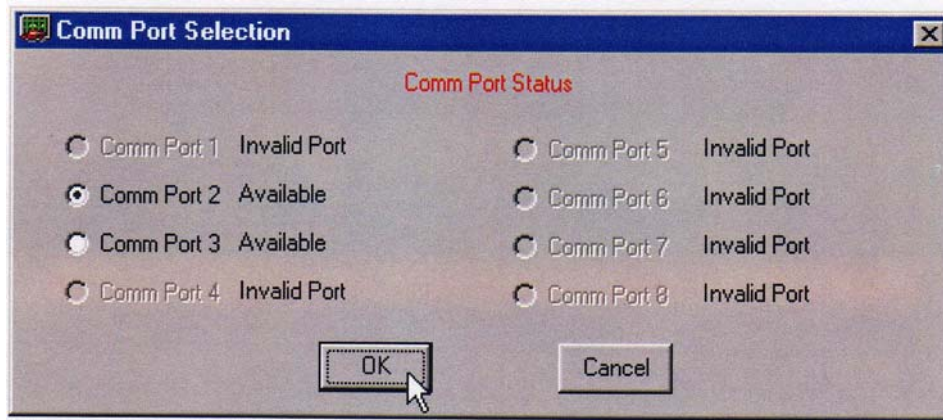 Comm Port Selection
Comm Port Status
Comm Port 1 Invalid Port
Comm Port 2 Available
Comm Port 3 Available
Comm Port 4 Invalid Port
Comm Port 5 Invalid Port
Comm Port 6 Invalid Port
Comm Port 7 Invalid Port
Comm Port 8 Invalid Port
OK
Cancel